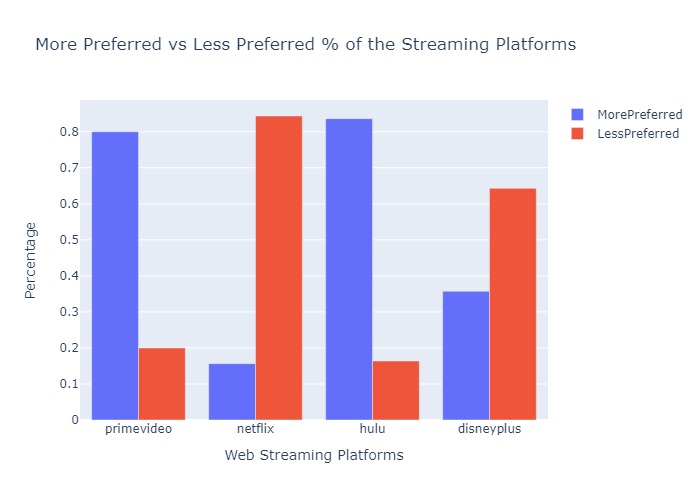 More Preferred vs Less Preferred % of the Streaming Platforms
MorePreferred
LessPreferred
0.8
0.7
0.6
0.5
0.4
0.3
0.2
0.1
0
Percentage
primevideo netflix hulu disneyplus
Web Streaming Platforms